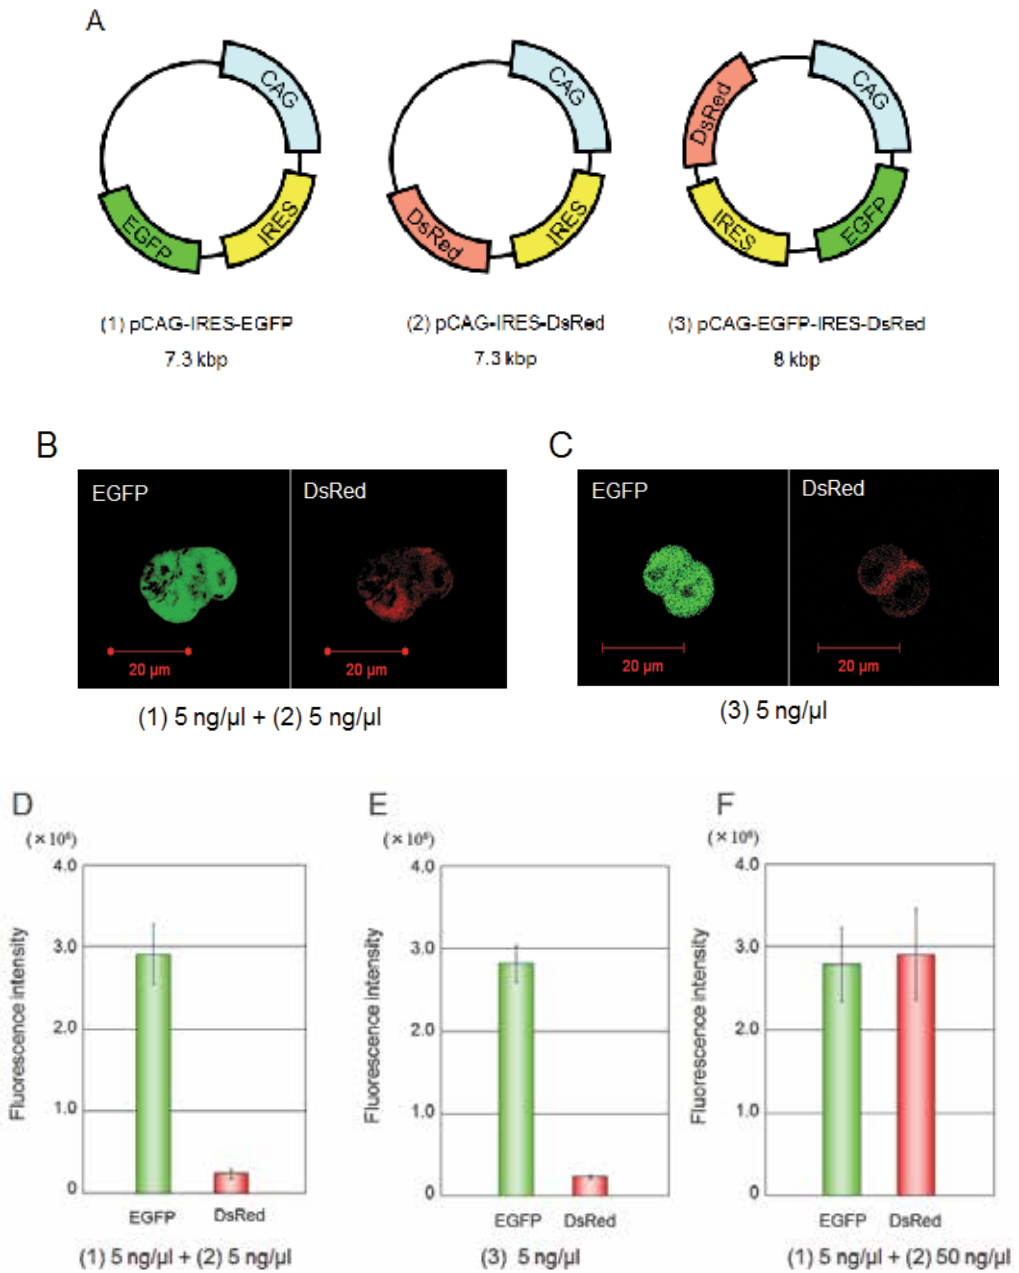 A
CAG
EGFP
IRES
CAG
DsRed
IRES
DsRed
CAG
IRES
EGFP
(1) pCAG-IRES-EGFP
7.3 kbp
(2) pCAG-IRES-DsRed
7.3 kbp
(3) pCAG-EGFP-IRES-DsRed
8 kbp
B
EGFP
DsRed
20 µm
20 µm
(1) 5 ng/µl + (2) 5 ng/µl
C
EGFP
DsRed
20 µm
20 µm
(3) 5 ng/µl
D
(×10⁶)
Fluorescence intensity
4.0
3.0
2.0
1.0
0
EGFP
DsRed
(1) 5 ng/µl + (2) 5 ng/µl
E
(×10⁶)
Fluorescence intensity
4.0
3.0
2.0
1.0
0
EGFP
DsRed
(3) 5 ng/µl
F
(×10⁶)
Fluorescence intensity
4.0
3.0
2.0
1.0
0
EGFP
DsRed
(1) 5 ng/µl + (2) 50 ng/µl